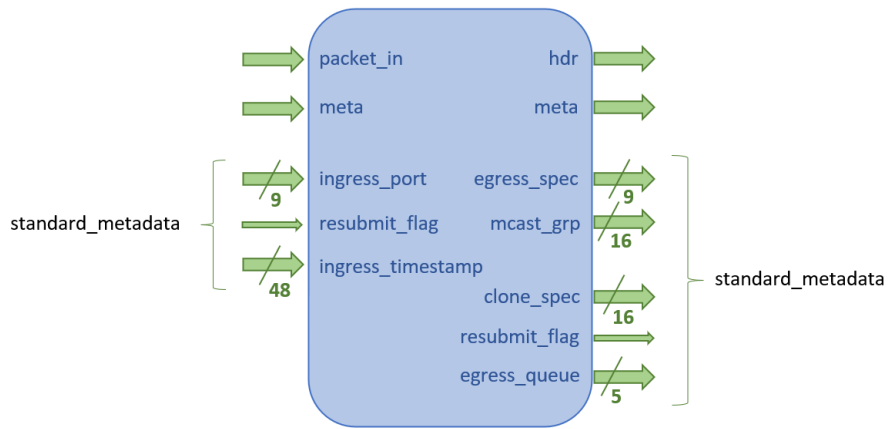 packet_in
hdr
meta
meta
standard_metadata
ingress_port
9
resubmit_flag
ingress_timestamp
48
egress_spec
9
mcast_grp
16
clone_spec
16
resubmit_flag
egress_queue
5
standard_metadata